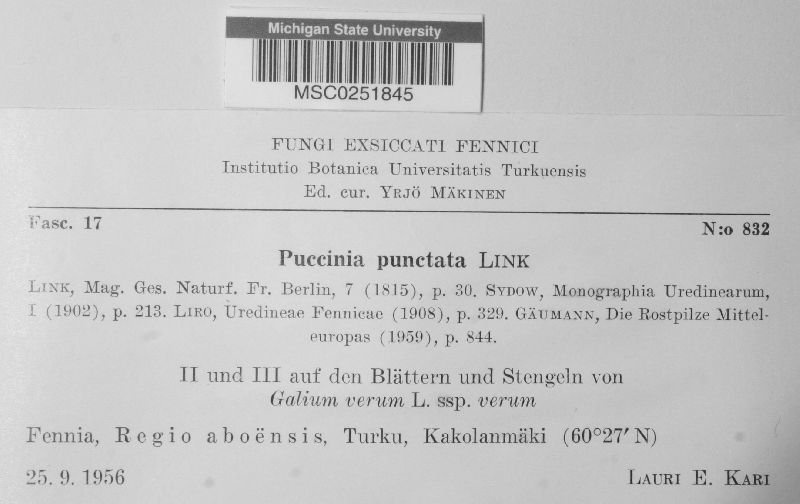 Michigan State University
MSC0251845
FUNGI EXSICCATI FENNICI
Institutio Botanica Universitatis Turkuensis
Ed. cur. YRJÖ MÄKINEN
Fasc. 17 N:o 832
Puccinia punctata LINK
LINK, Mag. Ges. Naturf. Fr. Berlin, 7 (1815), p. 30. SYDOW, Monographia Uredinearum,
I (1902), p. 213. LIRO, Uredineae Fennicae (1908), p. 329. GÄUMANN, Die Rostpilze Mittel-
europas (1959), p. 844.
II und III auf den Blättern und Stengeln von
Galium verum L. ssp. verum
Fennia, Regio aboënsis, Turku, Kakolanmäki (60°27′ N)
25. 9. 1956 LAURI E. KARI